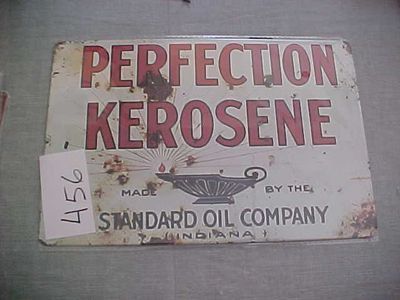 PERFECTION
KEROSENE
MADE BY THE
STANDARD OIL COMPANY
(INDIANA)
456